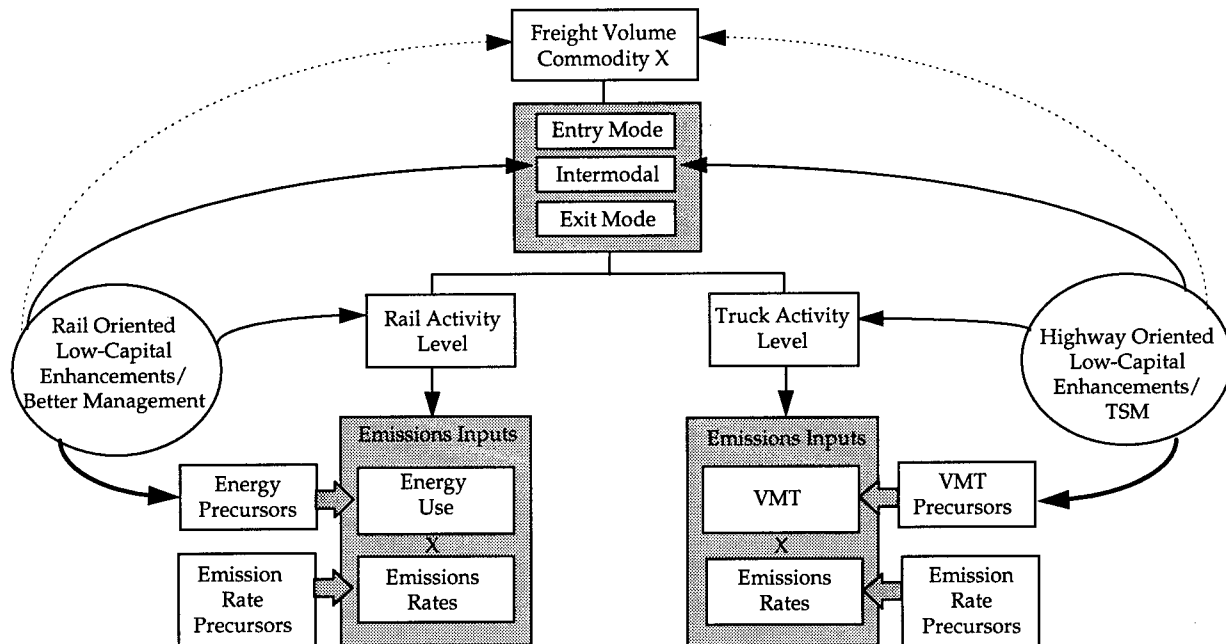 Freight Volume
Commodity X
Entry Mode
Intermodal
Exit Mode
Rail Oriented
Low-Capital
Enhancements/
Better Management
Rail Activity
Level
Truck Activity
Level
Highway Oriented
Low-Capital
Enhancements/
TSM
Emissions Inputs
Emissions Inputs
Energy
Precursors
Energy
Use
VMT
VMT
Precursors
X
X
Emission
Rate
Precursors
Emissions
Rates
Emissions
Rates
Emission
Rate
Precursors